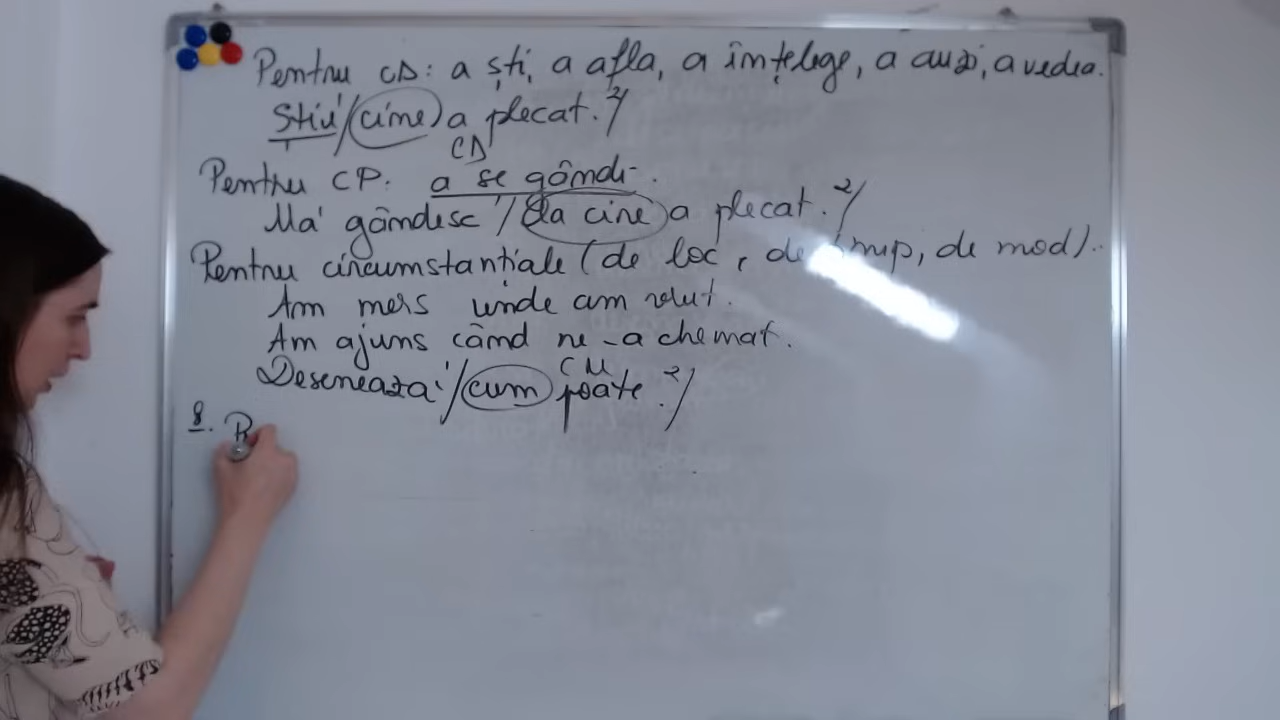 Pentru CD: a ști, a afla, a înțelege, a auzi, a vedea.
Știu/cine a plecat.2/
CD
Pentru CP: a se gândi.
Mă gândesc /la cine a plecat.2/
Pentru circumstanțiale (de loc, de timp, de mod).
Am mers unde am vrut.
Am ajuns când ne-a chemat.
CM
Desenează/cum poate.2/
8. P